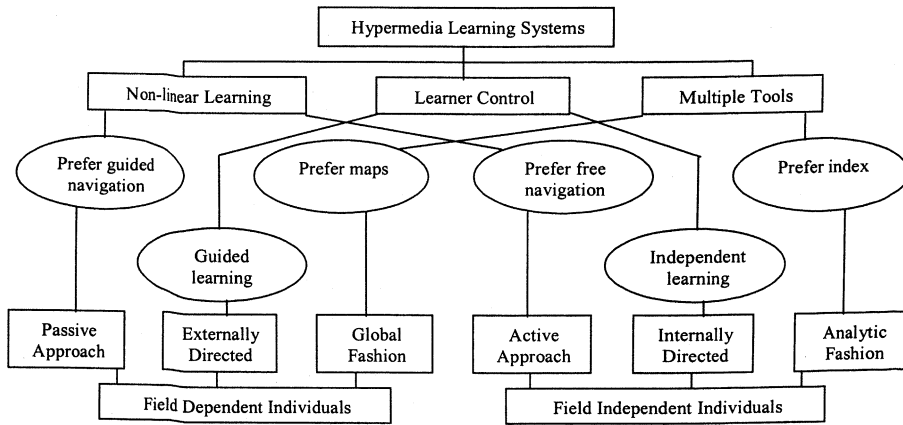 Hypermedia Learning Systems
Non-linear Learning
Learner Control
Multiple Tools
Prefer guided
navigation
Prefer maps
Prefer free
navigation
Prefer index
Guided
learning
Independent
learning
Passive
Approach
Externally
Directed
Global
Fashion
Active
Approach
Internally
Directed
Analytic
Fashion
Field Dependent Individuals
Field Independent Individuals